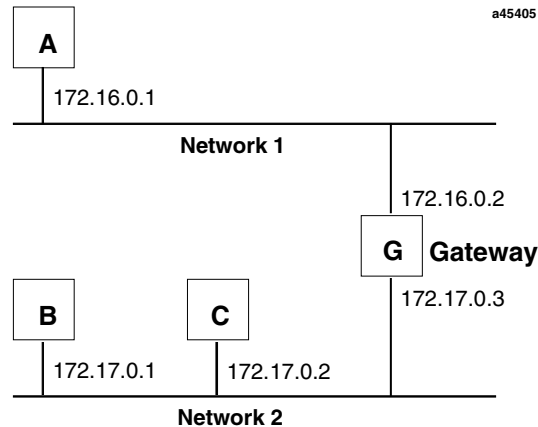 a45405
A
172.16.0.1
Network 1
172.16.0.2
G Gateway
172.17.0.3
B
C
172.17.0.1
172.17.0.2
Network 2